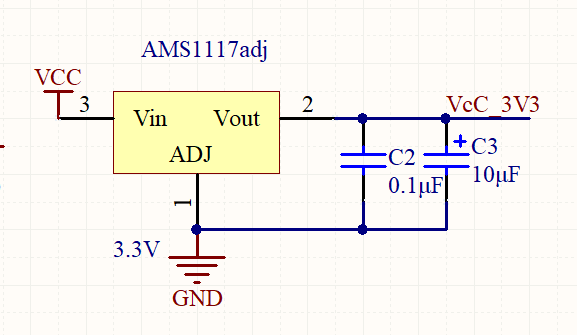 AMS1117adj
VCC
3
Vin
Vout
2
VcC_3V3
ADJ
C2
0.1μF
C3
10μF
1
3.3V
GND